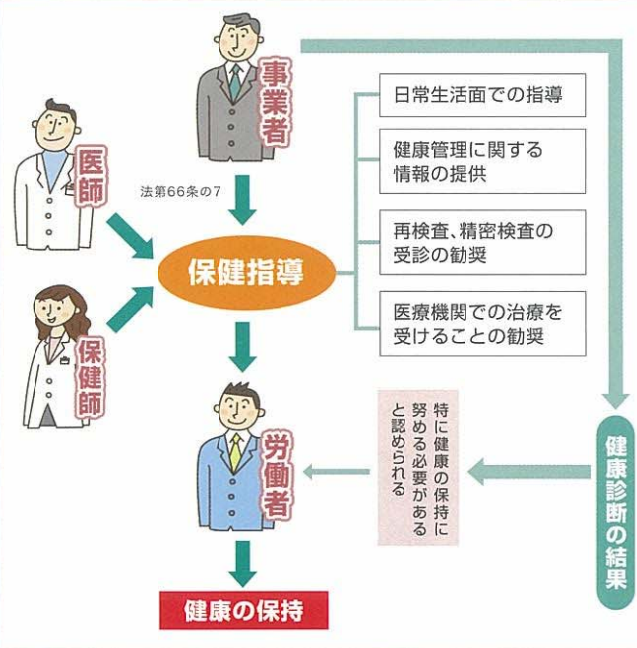 事業者
医師
法第66条の7
保健指導
保健師
日常生活面での指導
健康管理に関する
情報の提供
再検査、精密検査の
受診の勧奨
医療機関での治療を
受けることの勧奨
労働者
特に健康の保持に
努める必要がある
と認められる
健康診断の結果
健康の保持